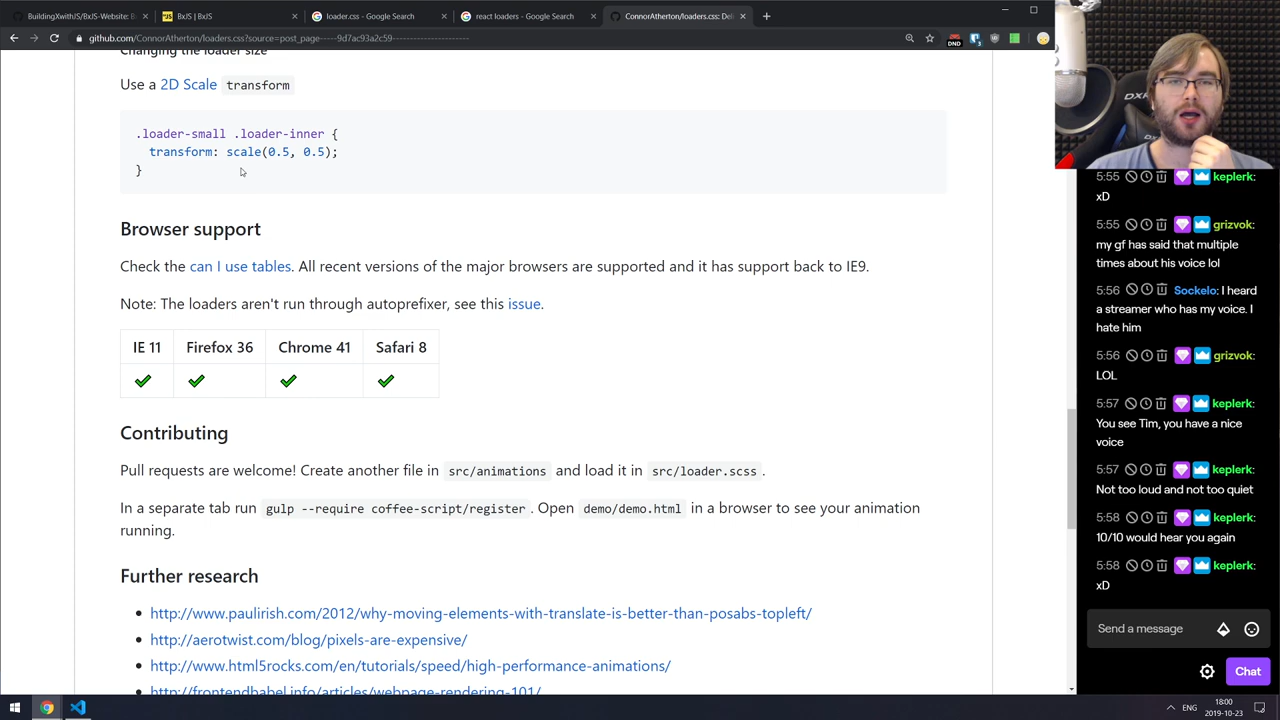 BuildingXwithJS/BxJS-Website: B
BxJS | BxJS
loader.css - Google Search
react loaders - Google Search
ConnorAtherton/loaders.css: Deli
github.com/ConnorAtherton/loaders.css?source=post_page-----9d7ac93a2c59----------------------
DND
Changing the loader size
Use a 2D Scale transform
.loader-small .loader-inner {
transform: scale(0.5, 0.5);
}
Browser support
Check the can I use tables. All recent versions of the major browsers are supported and it has support back to IE9.
Note: The loaders aren't run through autoprefixer, see this issue.
IE 11 Firefox 36 Chrome 41 Safari 8
Contributing
Pull requests are welcome! Create another file in src/animations and load it in src/loader.scss.
In a separate tab run gulp --require coffee-script/register. Open demo/demo.html in a browser to see your animation
running.
Further research
http://www.paulirish.com/2012/why-moving-elements-with-translate-is-better-than-posabs-topleft/
http://aerotwist.com/blog/pixels-are-expensive/
http://www.html5rocks.com/en/tutorials/speed/high-performance-animations/
http://frontendbabel.info/articles/webpage-rendering-101/
DXR
5:55 keplerk:
xD
5:55 grizvok:
my gf has said that multiple
times about his voice lol
5:56 Sockelo: I heard
a streamer who has my voice. I
hate him
5:56 grizvok:
LOL
5:57 keplerk:
You see Tim, you have a nice
voice
5:57 keplerk:
Not too loud and not too quiet
5:58 keplerk:
10/10 would hear you again
5:58 keplerk:
xD
Send a message
Chat
ENG
18:00
2019-10-23